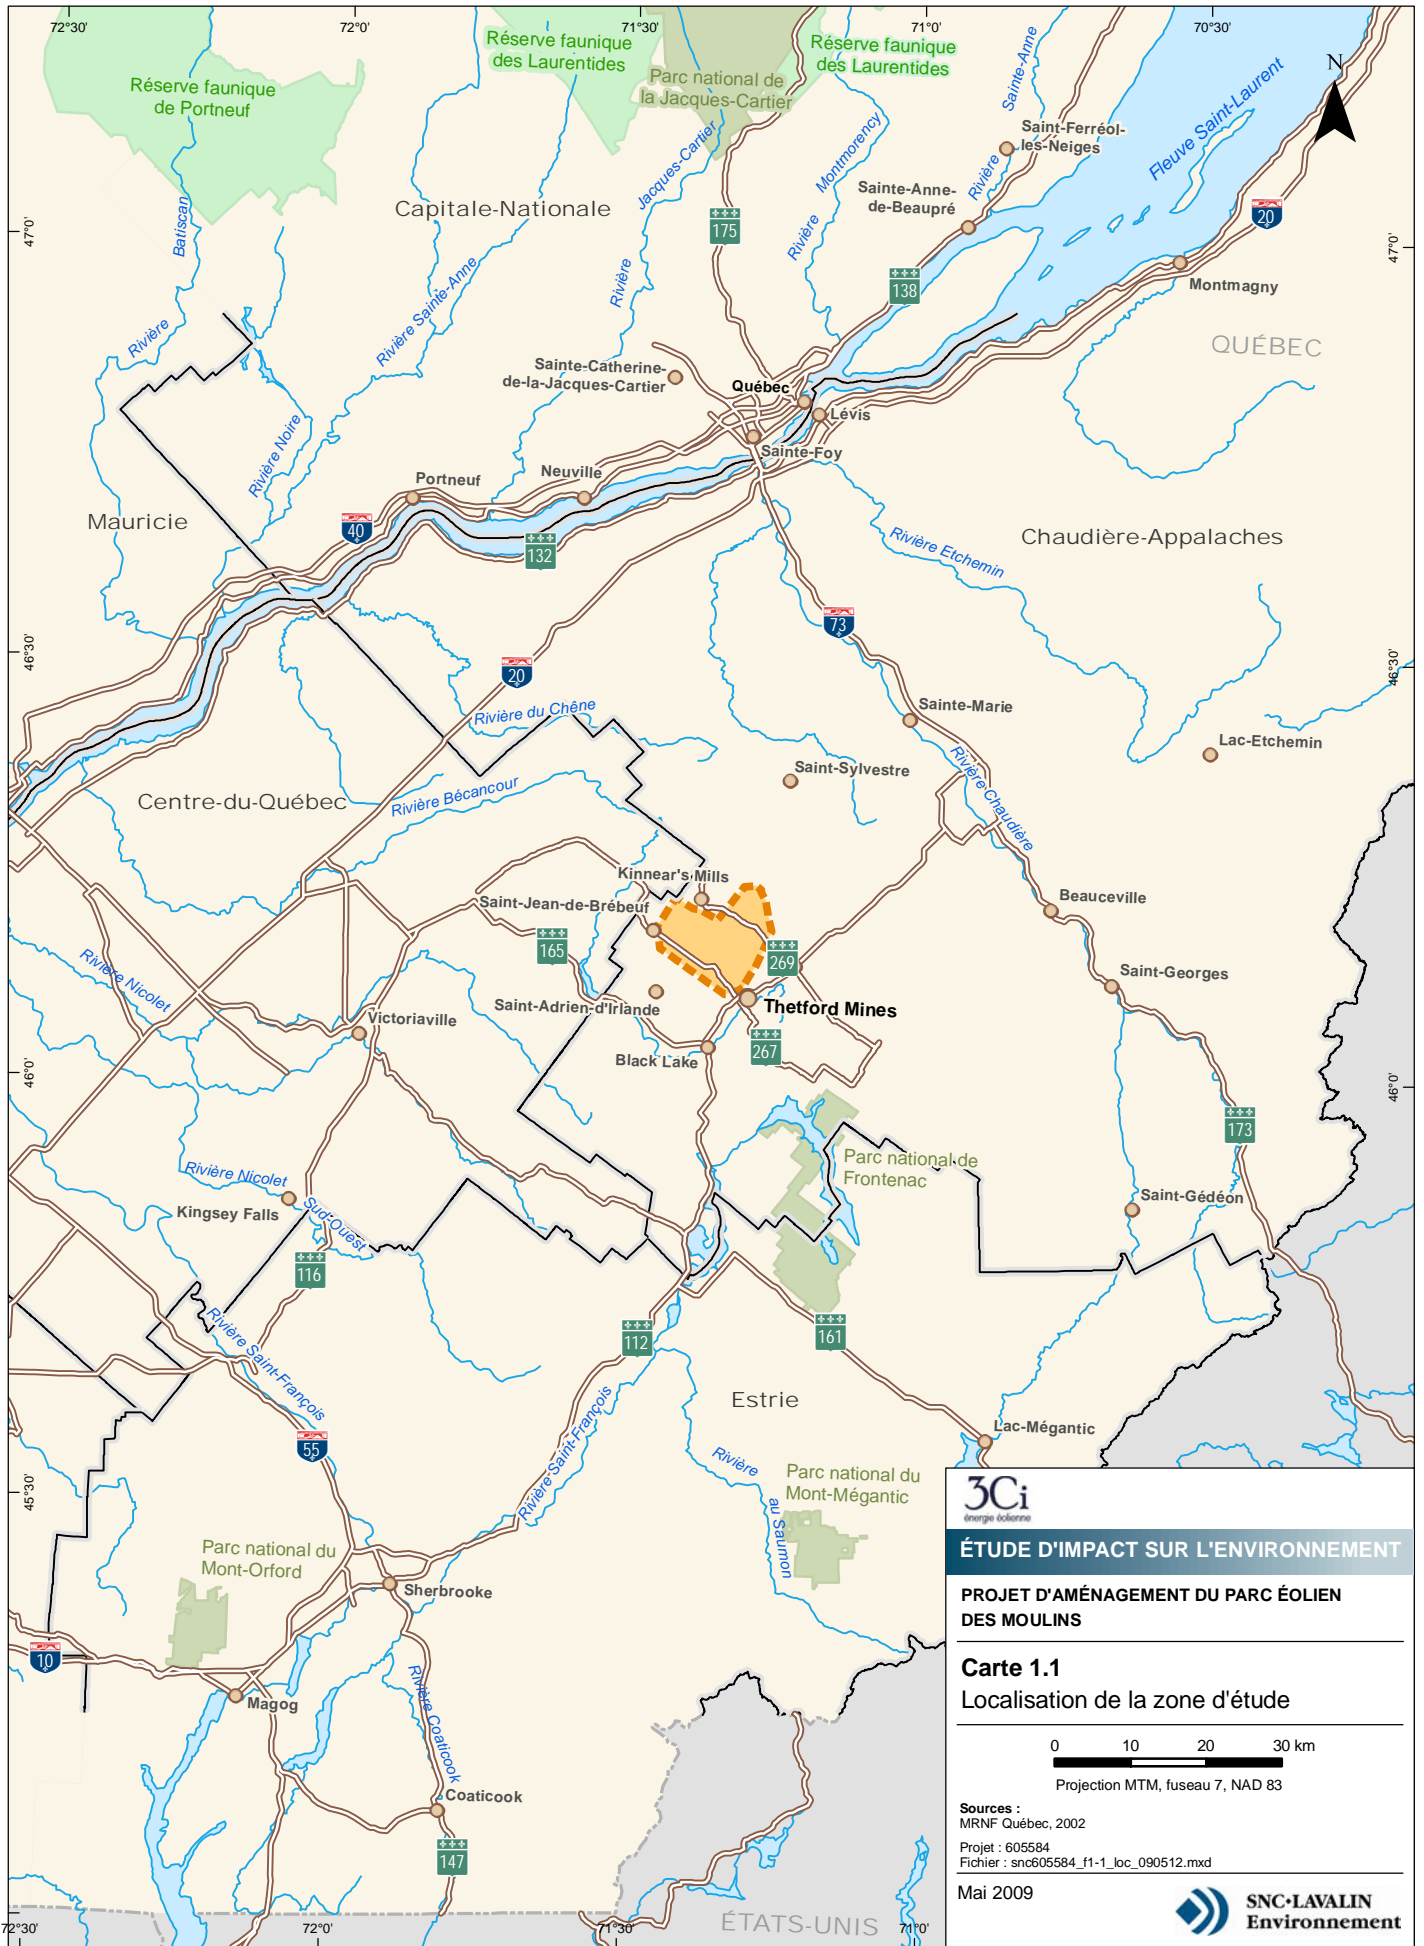 72°30'
72°0'
71°30'
71°0'
70°30'
Réserve faunique
des Laurentides
Réserve faunique
des Laurentides
Parc national de
la Jacques-Cartier
Réserve faunique
de Portneuf
N
Fleuve Saint-Laurent
Rivière Sainte-Anne
Saint-Ferréol-
les-Neiges
Rivière Montmorency
Rivière Jacques-Cartier
Sainte-Anne-
de-Beaupré
Capitale-Nationale
Rivière Batiscan
175
20
47°0'
47°0'
138
Montmagny
Rivière Sainte-Anne
QUÉBEC
Sainte-Catherine-
de-la-Jacques-Cartier
Québec
Lévis
Sainte-Foy
Rivière Noire
Portneuf
Neuville
Mauricie
40
132
Rivière Etchemin
Chaudière-Appalaches
73
46°30'
46°30'
20
Rivière du Chêne
Sainte-Marie
Lac-Etchemin
Saint-Sylvestre
Rivière Chaudière
Centre-du-Québec
Rivière Bécancour
Kinnear's Mills
Saint-Jean-de-Brébeuf
Beauceville
165
269
Rivière Nicolet
Saint-Georges
Saint-Adrien-d'Irlande
Thetford Mines
Victoriaville
Black Lake
267
46°0'
46°0'
173
Parc national de
Frontenac
Rivière Nicolet Sud-Ouest
Kingsey Falls
Saint-Gédéon
116
Rivière Saint-François
112
161
Estrie
Rivière Saint-François
Lac-Mégantic
55
Rivière au Saumon
Parc national du
Mont-Mégantic
45°30'
Parc national du
Mont-Orford
Sherbrooke
10
Magog
Rivière Coaticook
Coaticook
147
ÉTATS-UNIS
72°30'
72°0'
71°30'
71°0'
3Ci
énergie éolienne
ÉTUDE D'IMPACT SUR L'ENVIRONNEMENT
PROJET D'AMÉNAGEMENT DU PARC ÉOLIEN
DES MOULINS
Carte 1.1
Localisation de la zone d'étude
0 10 20 30 km
Projection MTM, fuseau 7, NAD 83
Sources :
MRNF Québec, 2002
Projet : 605584
Fichier : snc605584_f1-1_loc_090512.mxd
Mai 2009
SNC•LAVALIN
Environnement